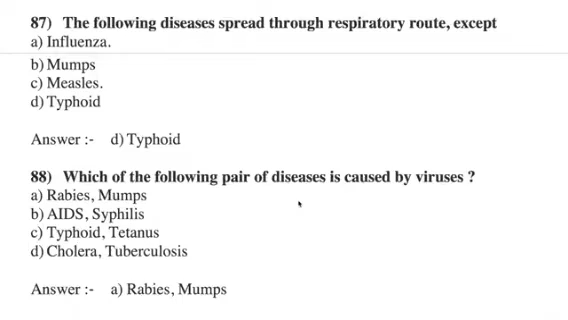 87) The following diseases spread through respiratory route, except
a) Influenza.
b) Mumps
c) Measles.
d) Typhoid
Answer :- d) Typhoid
88) Which of the following pair of diseases is caused by viruses ?
a) Rabies, Mumps
b) AIDS, Syphilis
c) Typhoid, Tetanus
d) Cholera, Tuberculosis
Answer :- a) Rabies, Mumps